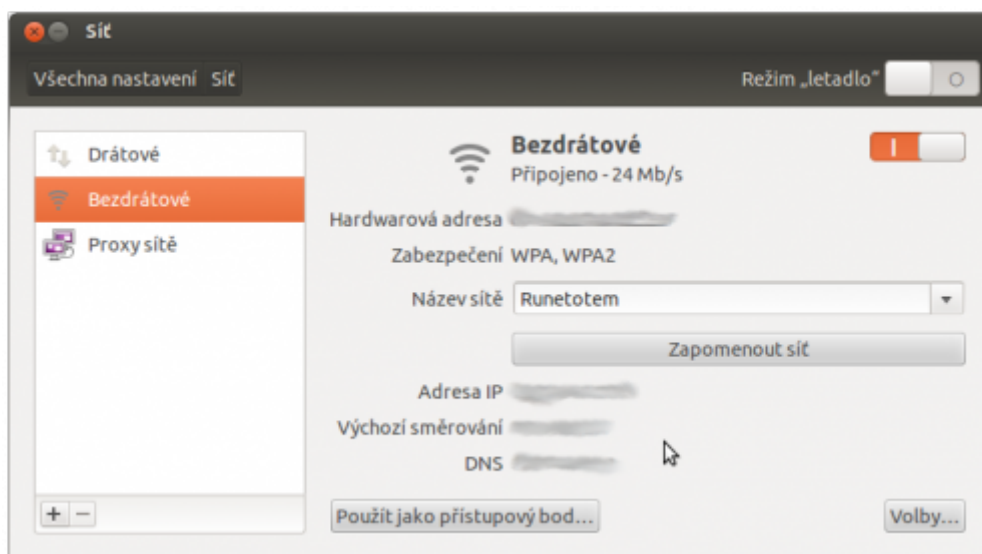 Síť
Všechna nastavení Síť
Režim „letadlo“
Drátové
Bezdrátové
Proxy sítě
Bezdrátové
Připojeno - 24 Mb/s
Hardwarová adresa
Zabezpečení WPA, WPA2
Název sítě Runetotem
Zapomenout síť
Adresa IP
Výchozí směrování
DNS
Použít jako přístupový bod...
Volby...